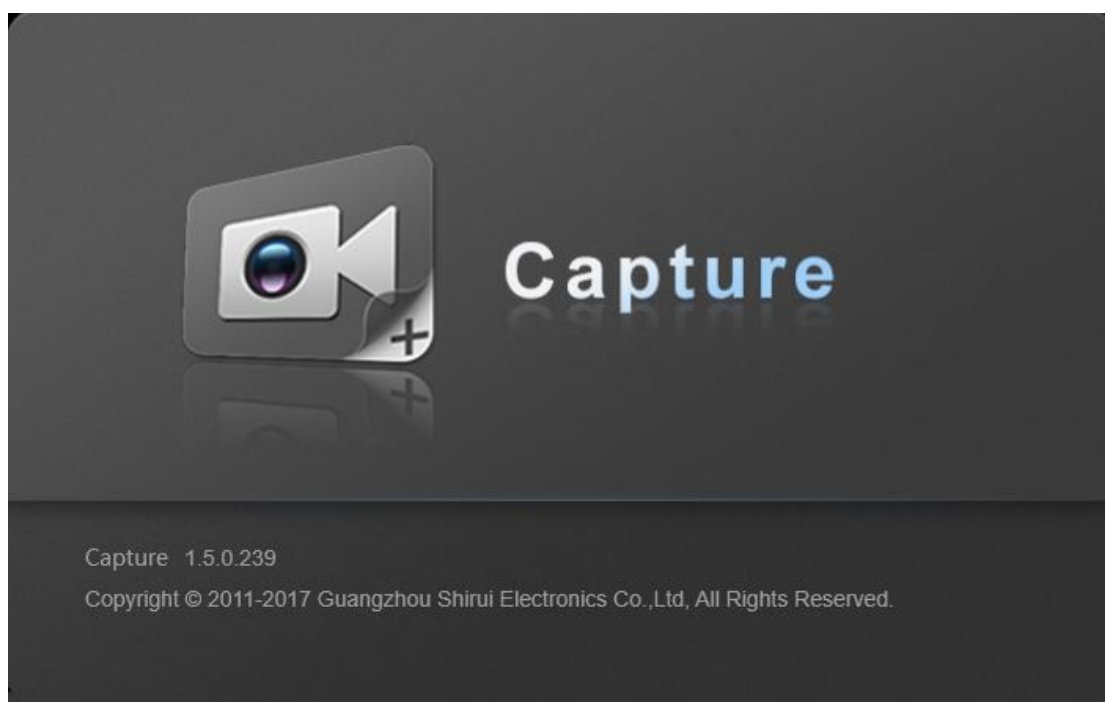 Capture
Capture 1.5.0.239
Copyright © 2011-2017 Guangzhou Shirui Electronics Co.,Ltd, All Rights Reserved.